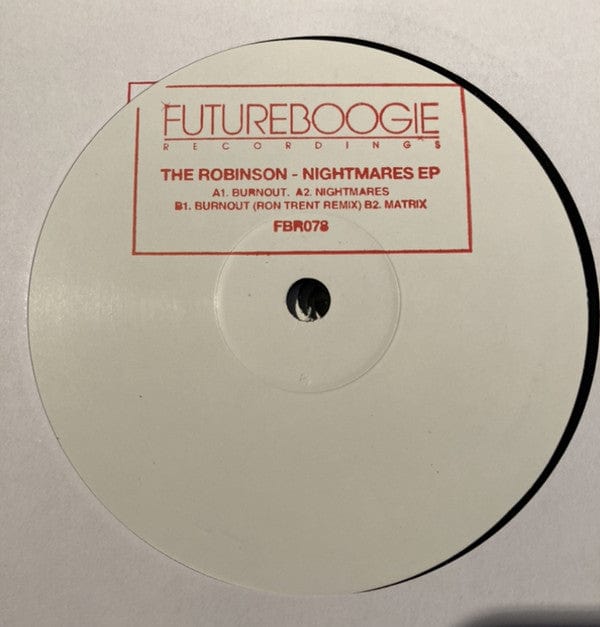 FUTUREBOOGIE
RECORDINGS
THE ROBINSON - NIGHTMARES EP
A1. BURNOUT. A2. NIGHTMARES
B1. BURNOUT (RON TRENT REMIX) B2. MATRIX
FBR078